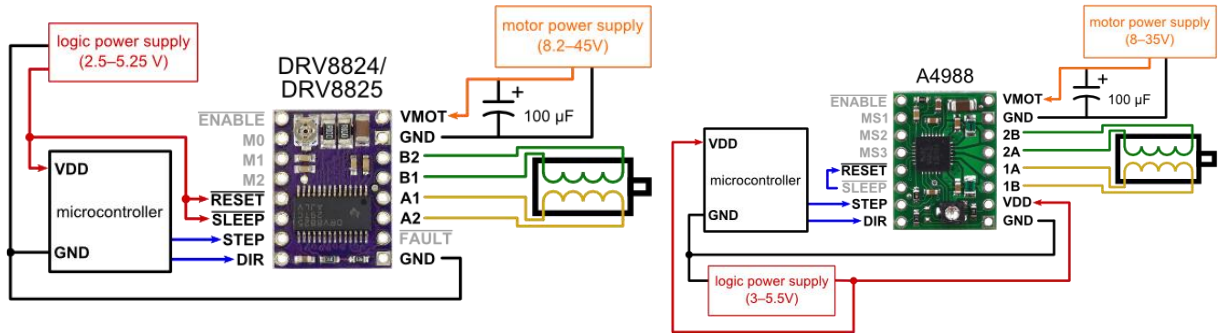 logic power supply
(2.5–5.25 V)
motor power supply
(8.2–45V)
DRV8824/
DRV8825
ENABLE
M0
M1
M2
RESET
SLEEP
STEP
DIR
VMOT
GND
B2
B1
A1
A2
FAULT
GND
+
100 µF
VDD
microcontroller
GND
motor power supply
(8–35V)
A4988
ENABLE
MS1
MS2
MS3
RESET
SLEEP
STEP
DIR
VMOT
GND
2B
2A
1A
1B
VDD
GND
+
100 µF
VDD
microcontroller
GND
logic power supply
(3–5.5V)